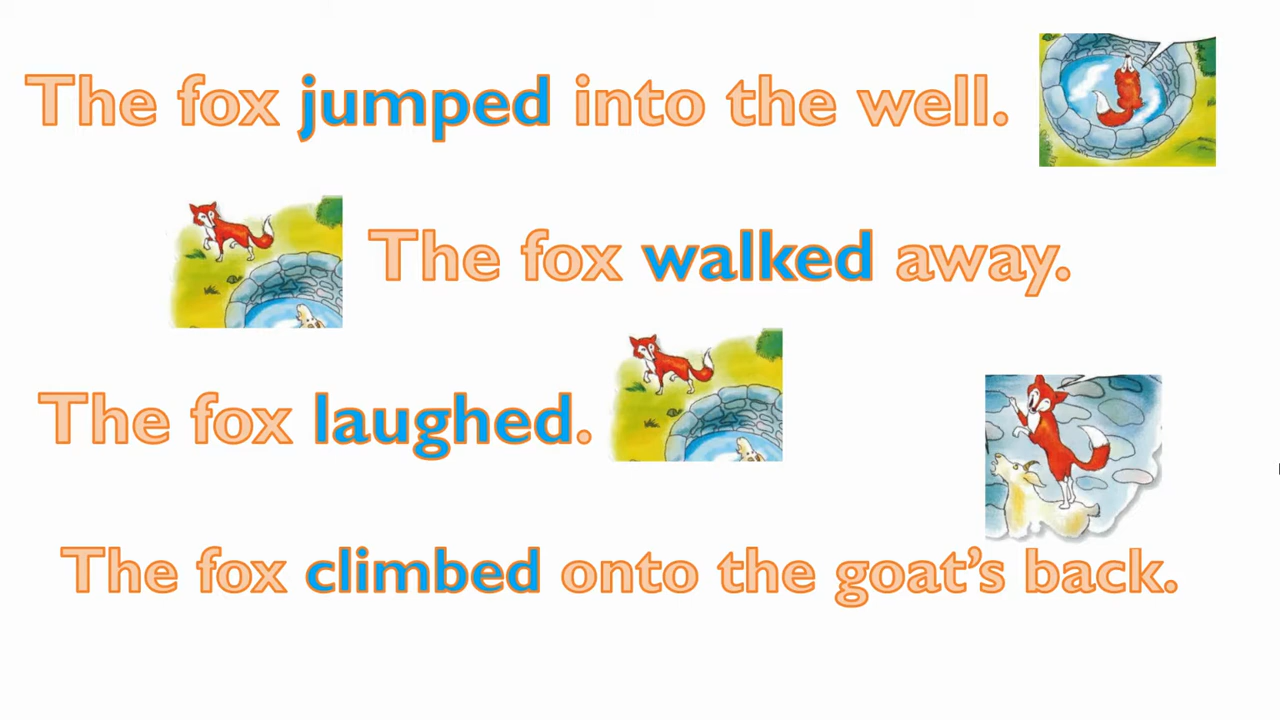 The fox jumped into the well.
The fox walked away.
The fox laughed.
The fox climbed onto the goat’s back.